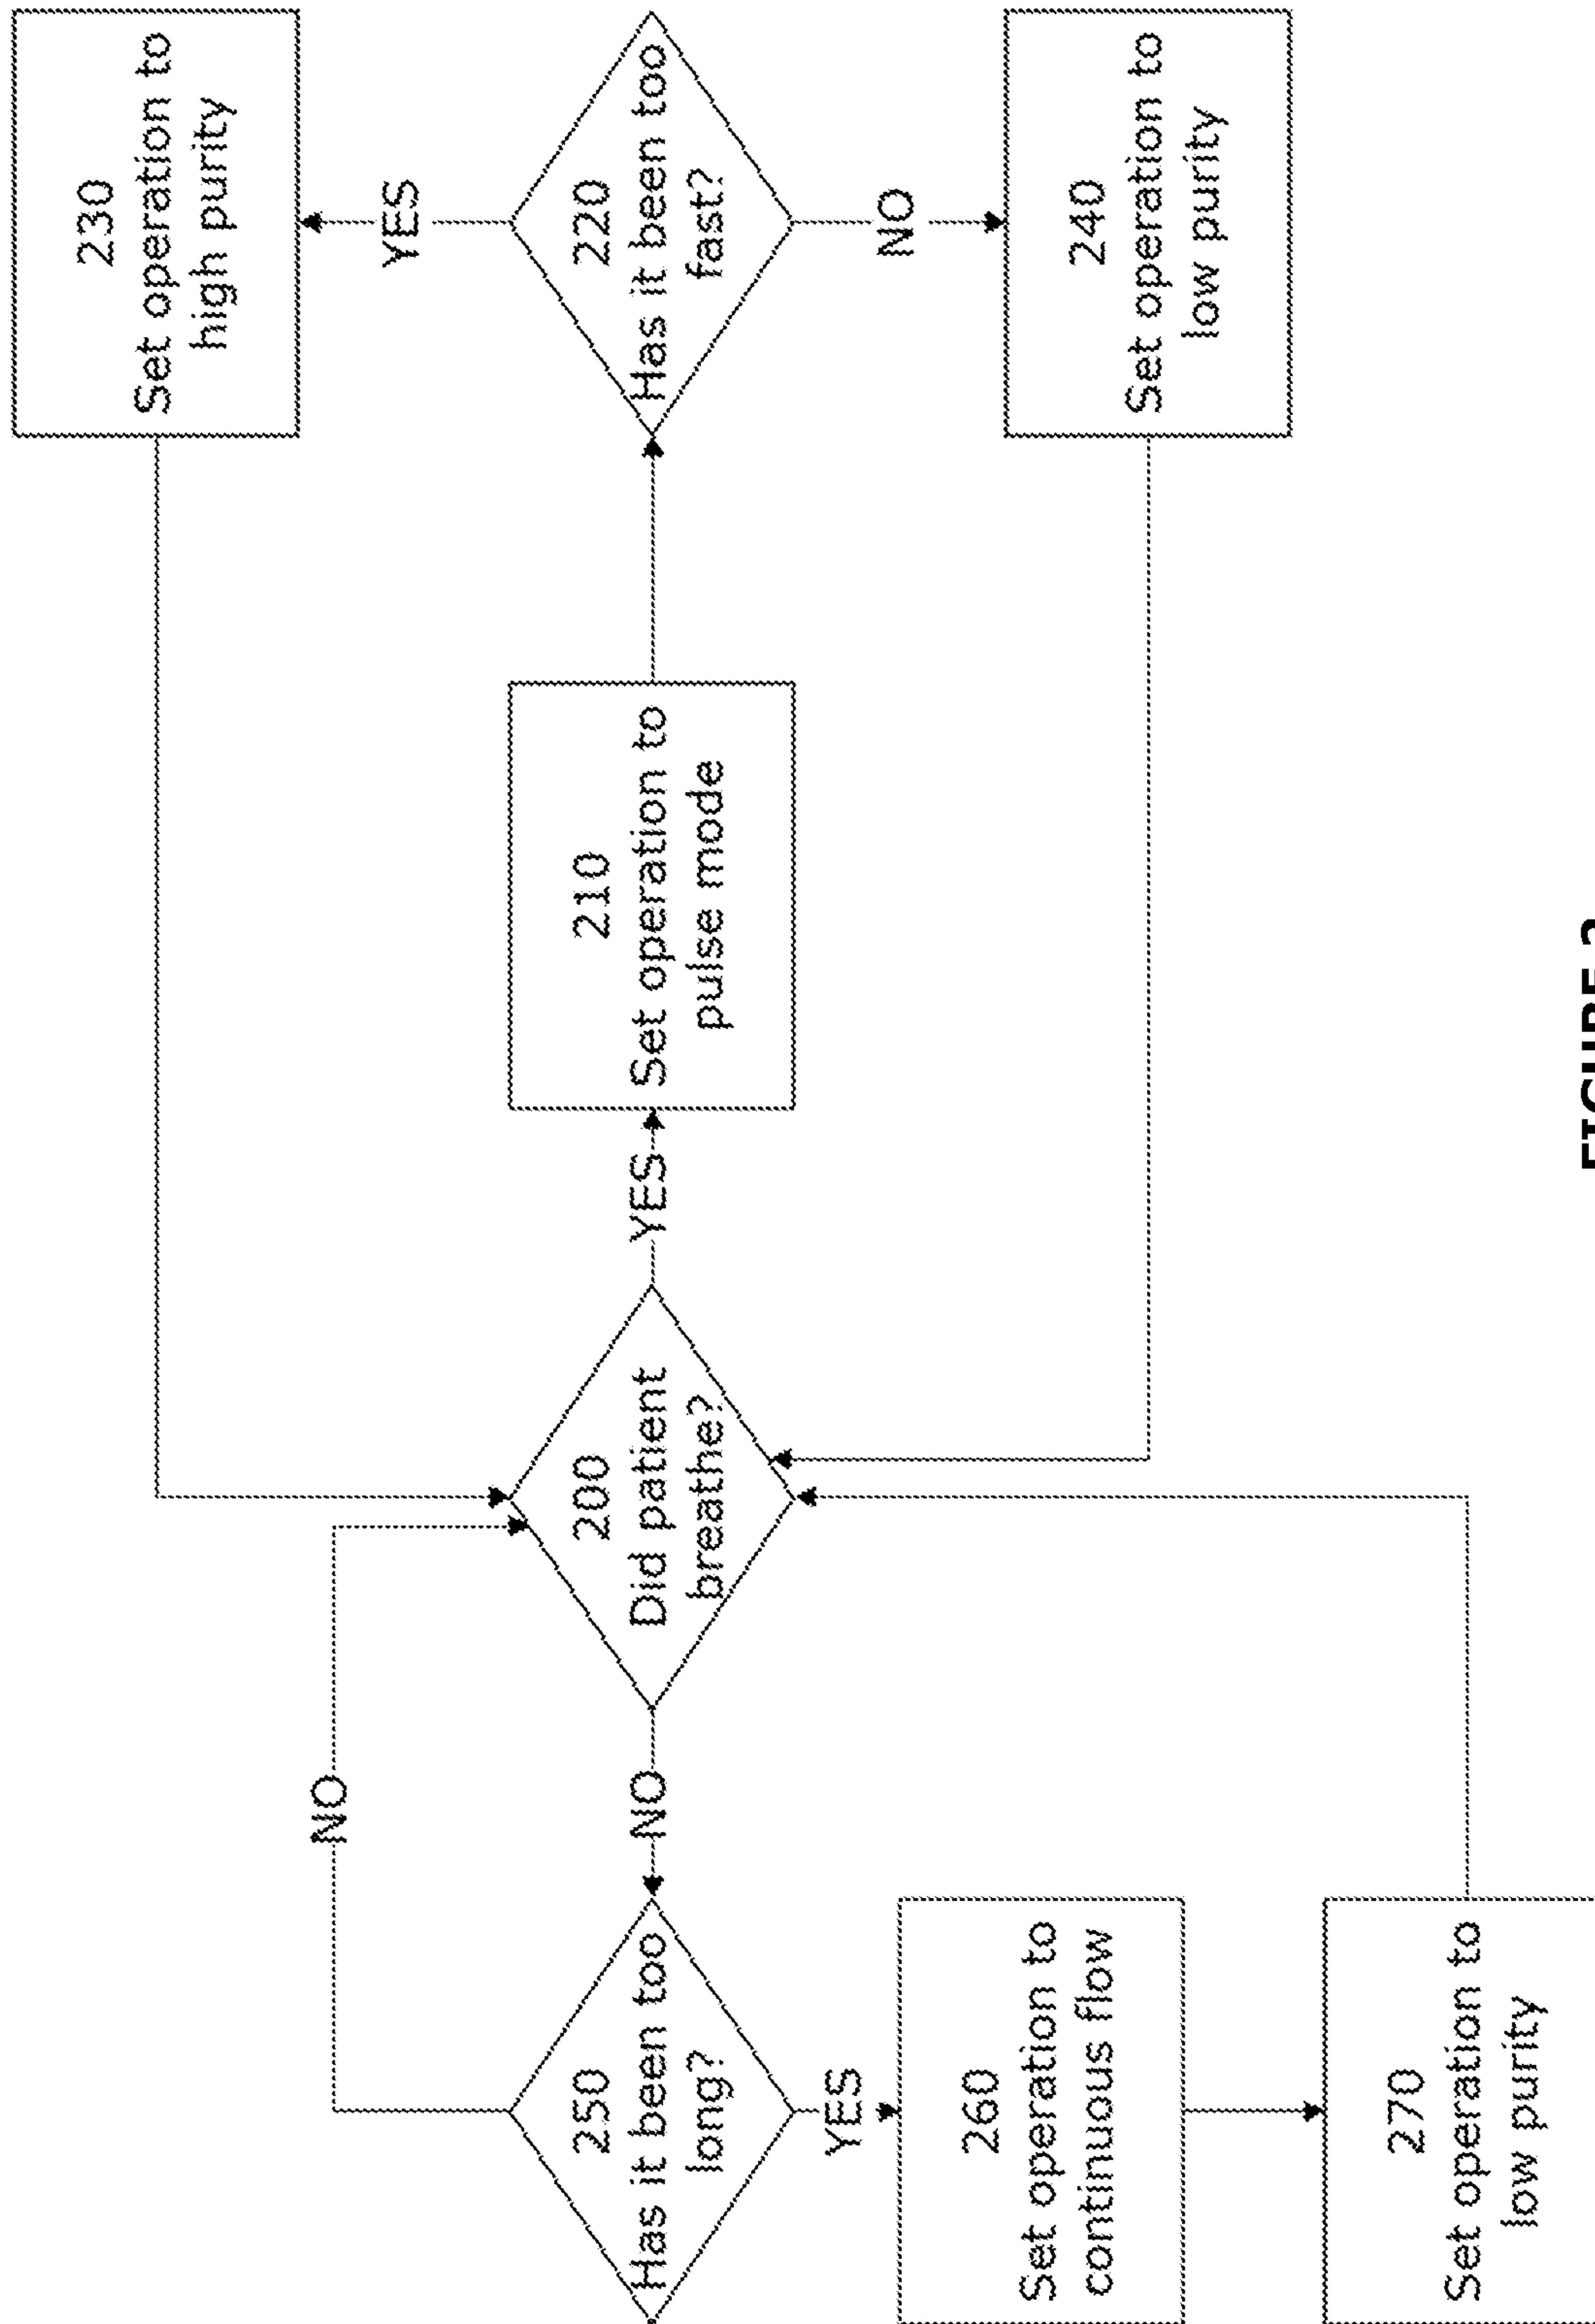 230
Set operation to
high purity
NO
YES
250
Has it been too
long?
NO
200
Did patient
breathe?
YES
210
Set operation to
pulse mode
220
Has it been too
fast?
YES
NO
260
Set operation to
continuous flow
240
Set operation to
low purity
270
Set operation to
low purity
FIGURE